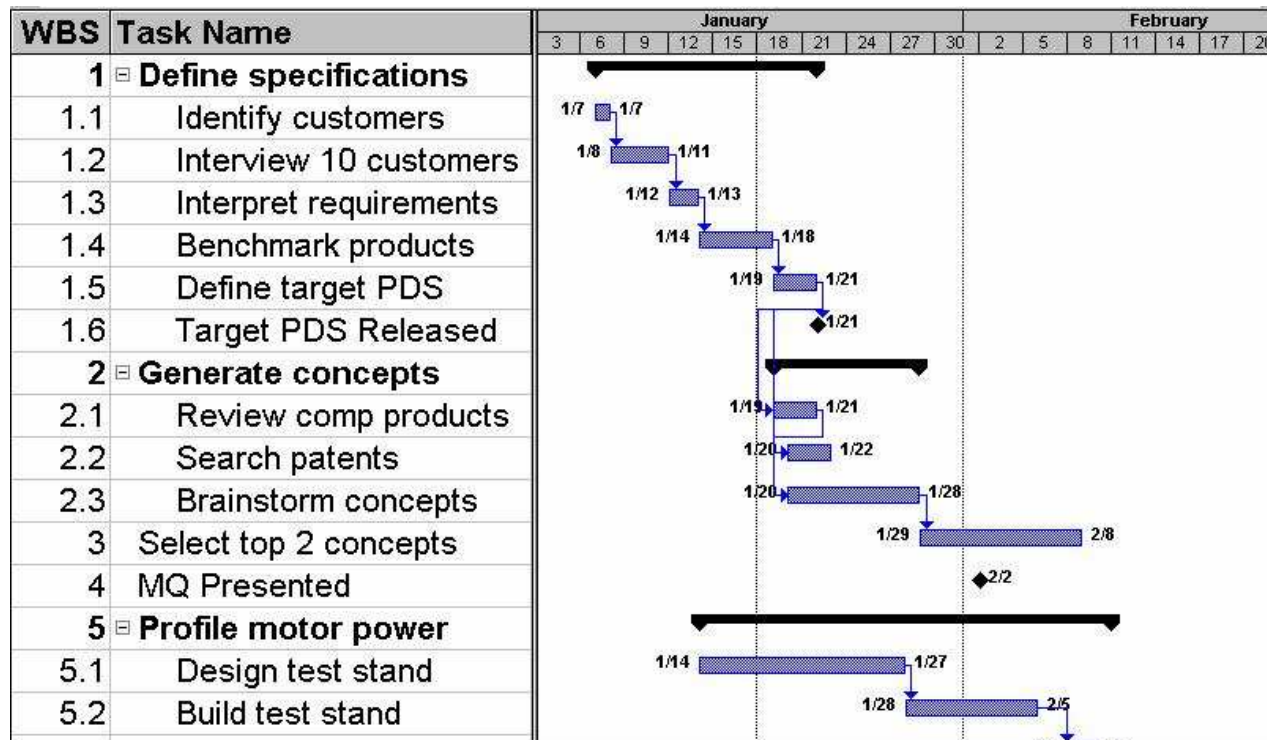 WBS Task Name January February
3 6 9 12 15 18 21 24 27 30 2 5 8 11 14 17
1 Define specifications
1.1 Identify customers 1/7 1/7
1.2 Interview 10 customers 1/8 1/11
1.3 Interpret requirements 1/12 1/13
1.4 Benchmark products 1/14 1/18
1.5 Define target PDS 1/19 1/21
1.6 Target PDS Released 1/21
2 Generate concepts
2.1 Review comp products 1/19 1/21
2.2 Search patents 1/20 1/22
2.3 Brainstorm concepts 1/20 1/28
3 Select top 2 concepts 1/29 2/8
4 MQ Presented 2/2
5 Profile motor power
5.1 Design test stand 1/14 1/27
5.2 Build test stand 1/28 2/5